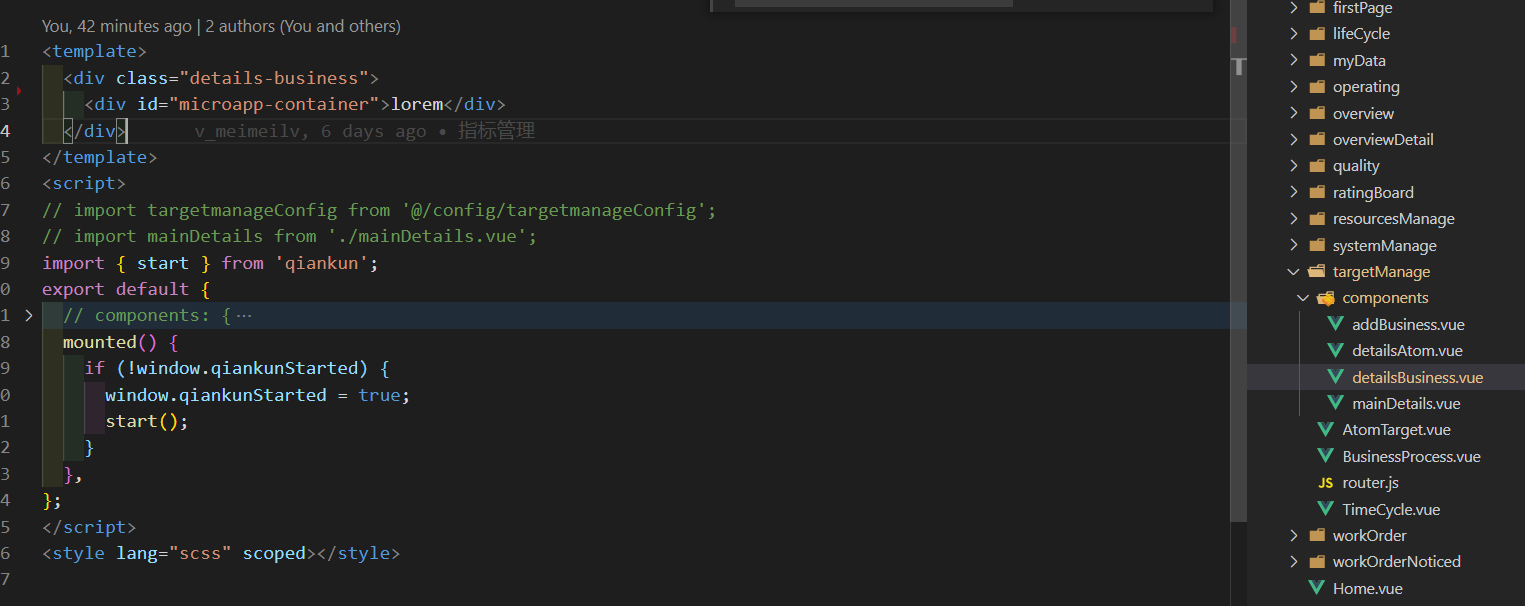 You, 42 minutes ago | 2 authors (You and others)
1 <template>
2 <div class="details-business">
3 <div id="microapp-container">lorem</div>
4 </div> v_meimeilv, 6 days ago • 指标管理
5 </template>
6 <script>
7 // import targetmanageConfig from '@/config/targetmanageConfig';
8 // import mainDetails from './mainDetails.vue';
9 import { start } from 'qiankun';
0 export default {
1 // components: { ⋯
8 mounted() {
9 if (!window.qiankunStarted) {
0 window.qiankunStarted = true;
1 start();
2 }
3 },
4 };
5 </script>
6 <style lang="scss" scoped></style>
7
firstPage
lifeCycle
myData
operating
overview
overviewDetail
quality
ratingBoard
resourcesManage
systemManage
targetManage
components
addBusiness.vue
detailsAtom.vue
detailsBusiness.vue
mainDetails.vue
AtomTarget.vue
BusinessProcess.vue
JS router.js
TimeCycle.vue
workOrder
workOrderNoticed
Home.vue